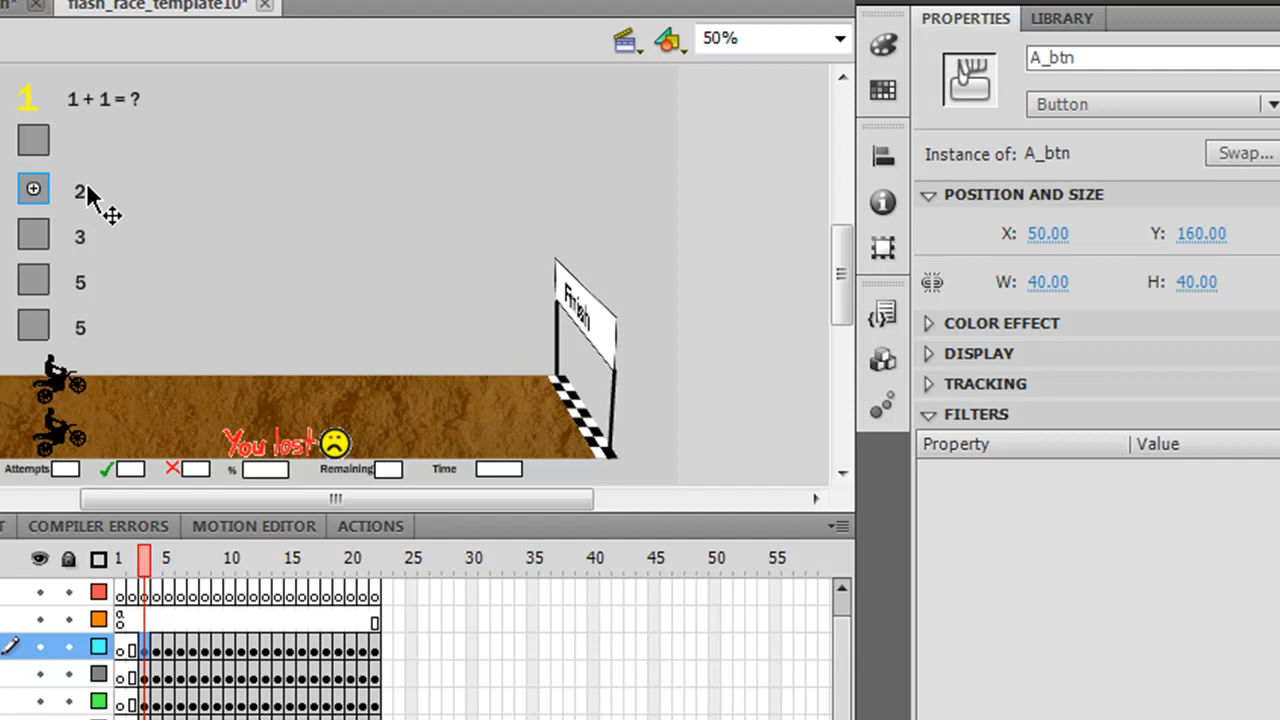 flash_race_template10*
50%
PROPERTIES
LIBRARY
A_btn
Button
Instance of: A_btn
Swap...
POSITION AND SIZE
X: 50.00
Y: 160.00
W: 40.00
H: 40.00
COLOR EFFECT
DISPLAY
TRACKING
FILTERS
Property
Value
1
1 + 1 = ?
2
3
5
5
Finish
You lost
Attempts
%
Remaining
Time
COMPILER ERRORS
MOTION EDITOR
ACTIONS
1 5 10 15 20 25 30 35 40 45 50 55
a